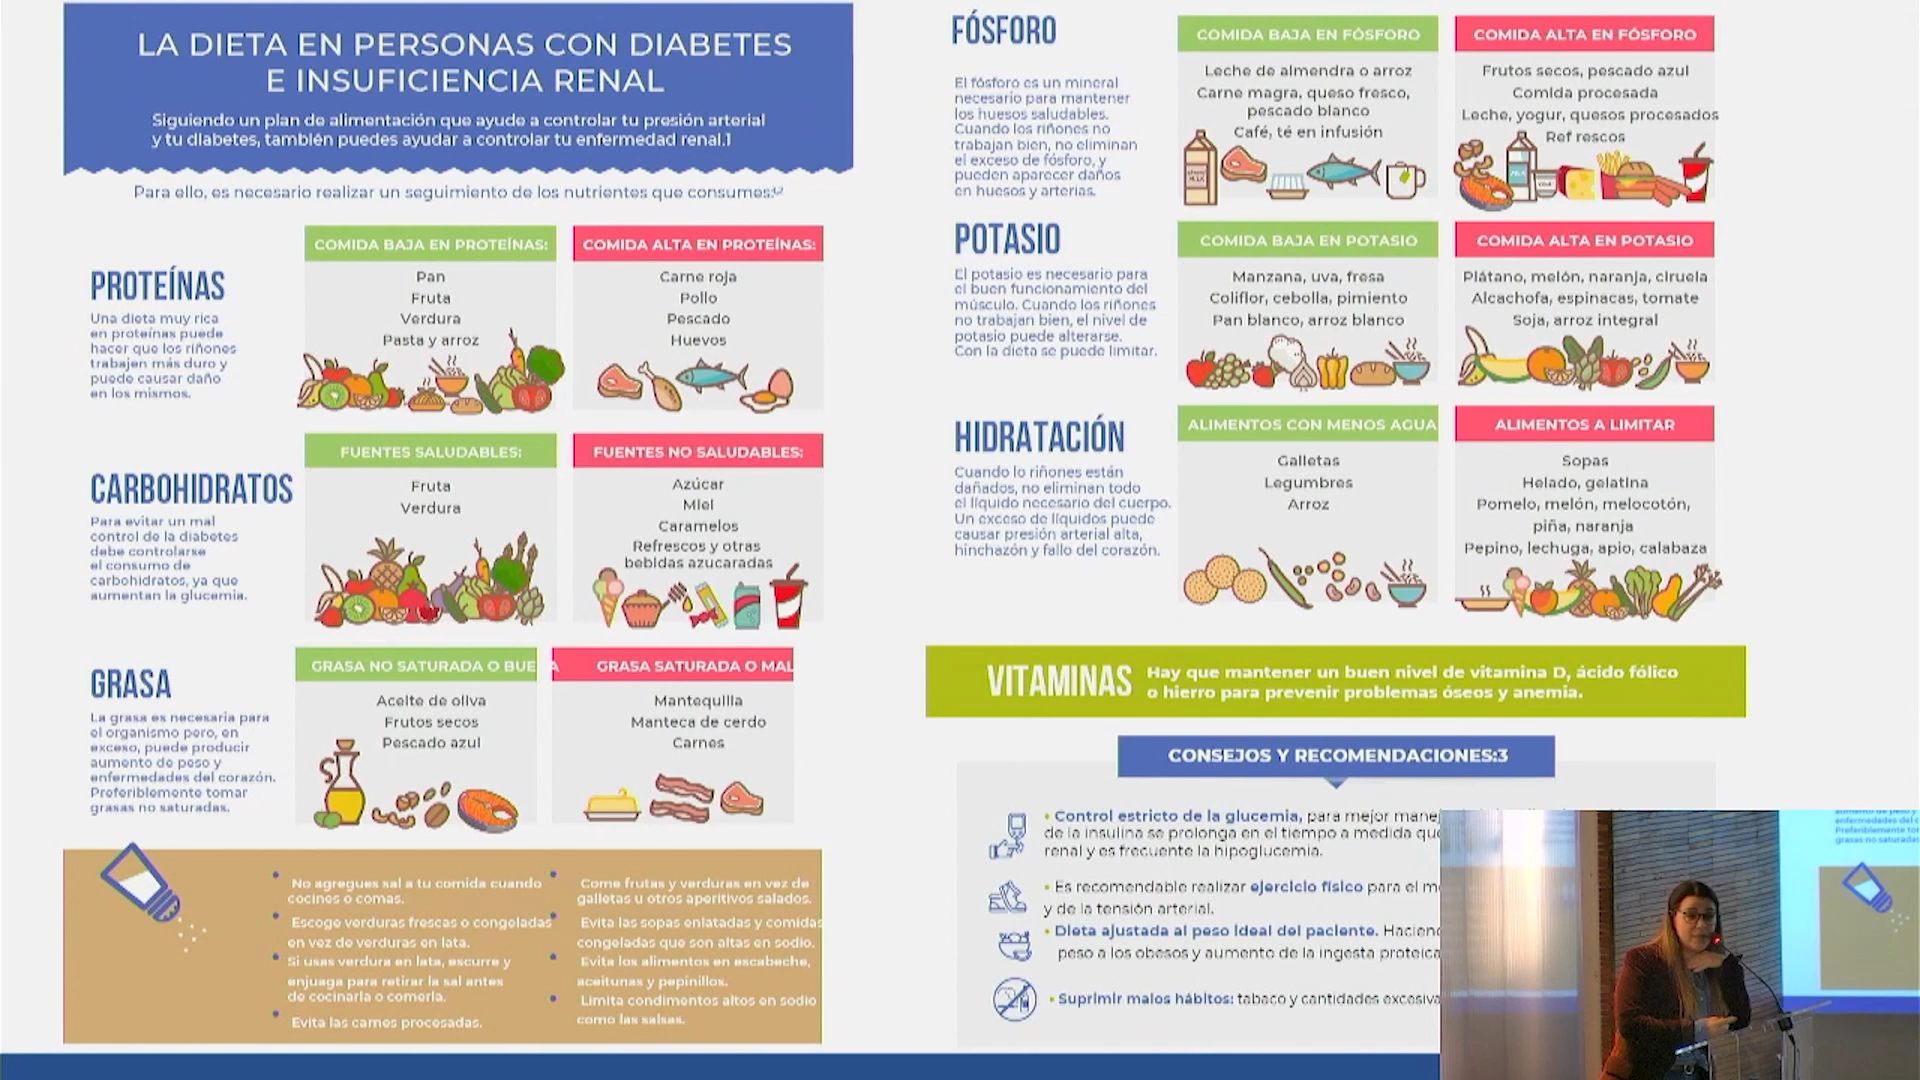 LA DIETA EN PERSONAS CON DIABETES
E INSUFICIENCIA RENAL
Siguiendo un plan de alimentación que ayude a controlar tu presión arterial
y tu diabetes, también puedes ayudar a controlar tu enfermedad renal.1
Para ello, es necesario realizar un seguimiento de los nutrientes que consumes:
PROTEÍNAS
Una dieta muy rica
en proteínas puede
hacer que los riñones
trabajen más duro y
puede causar daño
en los mismos.
COMIDA BAJA EN PROTEÍNAS:
Pan
Fruta
Verdura
Pasta y arroz
COMIDA ALTA EN PROTEÍNAS:
Carne roja
Pollo
Pescado
Huevos
CARBOHIDRATOS
Para evitar un mal
control de la diabetes
debe controlarse
el consumo de
carbohidratos, ya que
aumentan la glucemia.
FUENTES SALUDABLES:
Fruta
Verdura
FUENTES NO SALUDABLES:
Azúcar
Miel
Caramelos
Refrescos y otras
bebidas azucaradas
GRASA
La grasa es necesaria para
el organismo pero, en
exceso, puede producir
aumento de peso y
enfermedades del corazón.
Preferiblemente tomar
grasas no saturadas.
GRASA NO SATURADA O BUE A
Aceite de oliva
Frutos secos
Pescado azul
GRASA SATURADA O MAL
Mantequilla
Manteca de cerdo
Carnes
• No agregues sal a tu comida cuando
cocines o comas.
• Escoge verduras frescas o congeladas
en vez de verduras en lata.
• Si usas verdura en lata, escurre y
enjuaga para retirar la sal antes
de cocinarla o comerla.
• Evita las carnes procesadas.
• Come frutas y verduras en vez de
galletas u otros aperitivos salados.
• Evita las sopas enlatadas y comidas
congeladas que son altas en sodio.
• Evita los alimentos en escabeche,
aceitunas y pepinillos.
• Limita condimentos altos en sodio
como las salsas.
FÓSFORO
El fósforo es un mineral
necesario para mantener
los huesos saludables.
Cuando los riñones no
trabajan bien, no eliminan
el exceso de fósforo, y
pueden aparecer daños
en huesos y arterias.
COMIDA BAJA EN FÓSFORO
Leche de almendra o arroz
Carne magra, queso fresco,
pescado blanco
Café, té en infusión
COMIDA ALTA EN FÓSFORO
Frutos secos, pescado azul
Comida procesada
Leche, yogur, quesos procesados
Ref rescos
POTASIO
El potasio es necesario para
el buen funcionamiento del
músculo. Cuando los riñones
no trabajan bien, el nivel de
potasio puede alterarse.
Con la dieta se puede limitar.
COMIDA BAJA EN POTASIO
Manzana, uva, fresa
Coliflor, cebolla, pimiento
Pan blanco, arroz blanco
COMIDA ALTA EN POTASIO
Plátano, melón, naranja, ciruela
Alcachofa, espinacas, tomate
Soja, arroz integral
HIDRATACIÓN
Cuando lo riñones están
dañados, no eliminan todo
el líquido necesario del cuerpo.
Un exceso de líquidos puede
causar presión arterial alta,
hinchazón y fallo del corazón.
ALIMENTOS CON MENOS AGUA
Galletas
Legumbres
Arroz
ALIMENTOS A LIMITAR
Sopas
Helado, gelatina
Pomelo, melón, melocotón,
piña, naranja
Pepino, lechuga, apio, calabaza
VITAMINAS
Hay que mantener un buen nivel de vitamina D, ácido fólico
o hierro para prevenir problemas óseos y anemia.
CONSEJOS Y RECOMENDACIONES:3
• Control estricto de la glucemia, para mejor
de la insulina se prolonga en el tiempo a medida
renal y es frecuente la hipoglucemia.
• Es recomendable realizar ejercicio físico para el
y de la tensión arterial.
• Dieta ajustada al peso ideal del paciente.
peso a los obesos y aumento de la ingesta
• Suprimir malos hábitos: tabaco y cantidades
enfermedades del
Preferiblemente
grasas no